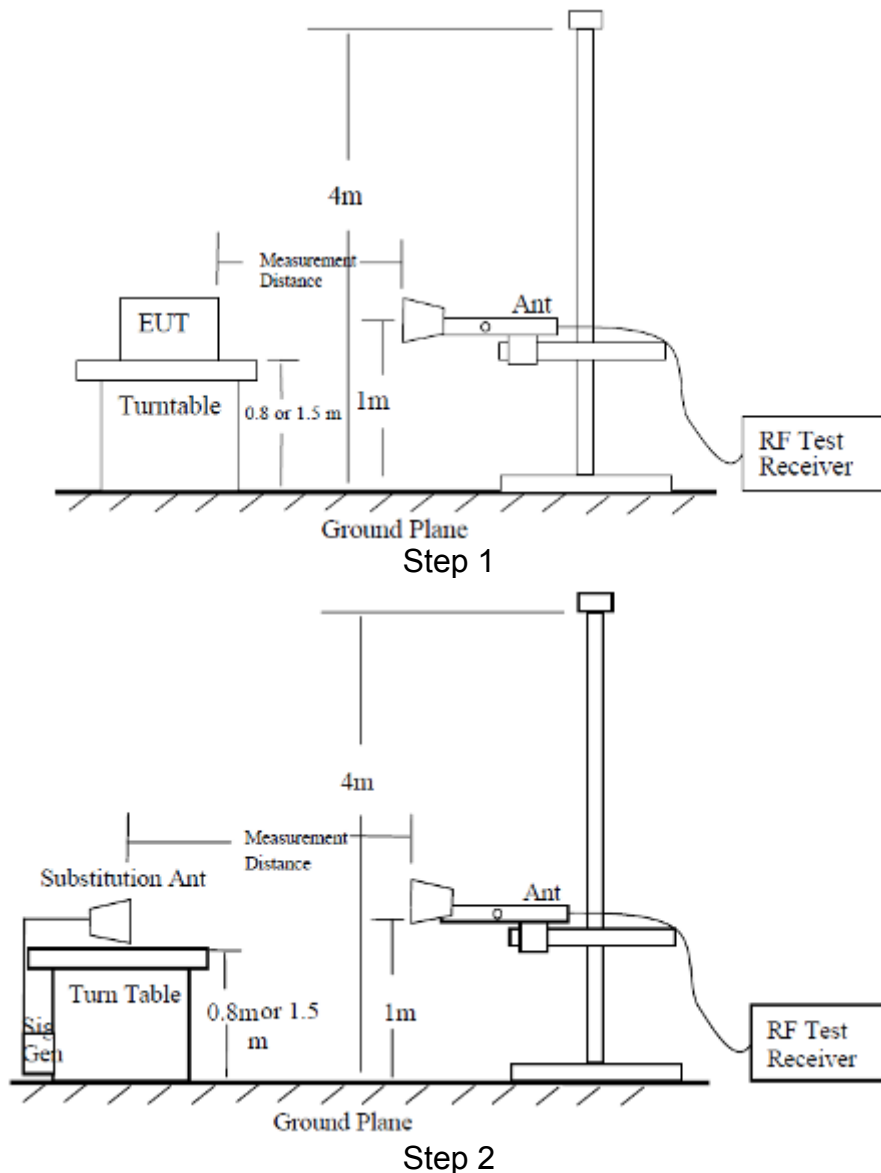 4m
Measurement
Distance
EUT
Ant
Turntable
0.8 or 1.5 m
1m
RF Test
Receiver
Ground Plane
Step 1
4m
Measurement
Distance
Substitution Ant
Ant
Turn Table
0.8m or 1.5
m
1m
Sig
Gen
RF Test
Receiver
Ground Plane
Step 2